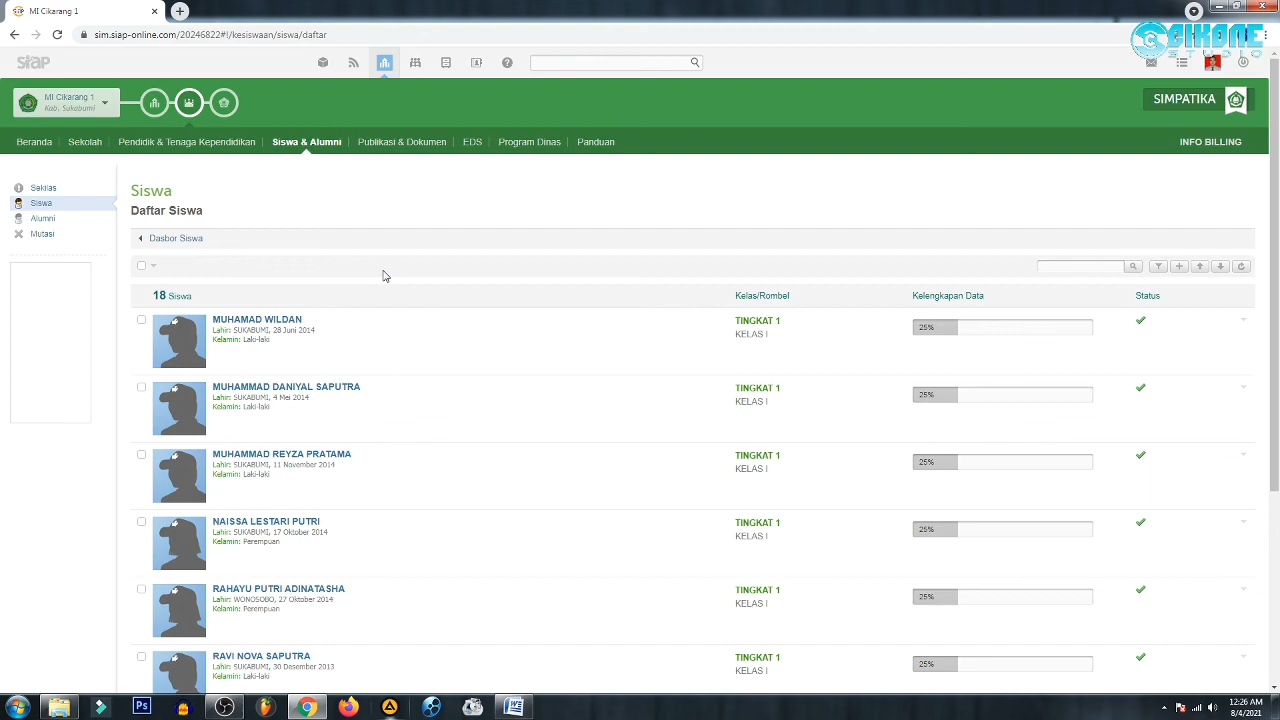 MI Cikarang 1
sim.siap-online.com/20246822#!/kesiswaan/siswa/daftar
CIKONE
STUDIO
siap
MI Cikarang 1
Kab. Sukabumi
SIMPATIKA
Beranda Sekolah Pendidik & Tenaga Kependidikan Siswa & Alumni Publikasi & Dokumen EDS Program Dinas Panduan INFO BILLING
Sekilas
Siswa
Alumni
Mutasi
Siswa
Daftar Siswa
Dasbor Siswa
18 Siswa Kelas/Rombel Kelengkapan Data Status
MUHAMAD WILDAN
Lahir: SUKABUMI, 28 Juni 2014
Kelamin: Laki-laki
TINGKAT 1
KELAS I
25%
MUHAMMAD DANIYAL SAPUTRA
Lahir: SUKABUMI, 4 Mei 2014
Kelamin: Laki-laki
TINGKAT 1
KELAS I
25%
MUHAMMAD REYZA PRATAMA
Lahir: SUKABUMI, 11 November 2014
Kelamin: Laki-laki
TINGKAT 1
KELAS I
25%
NAISSA LESTARI PUTRI
Lahir: SUKABUMI, 17 Oktober 2014
Kelamin: Perempuan
TINGKAT 1
KELAS I
25%
RAHAYU PUTRI ADINATASHA
Lahir: WONOSOBO, 27 Oktober 2014
Kelamin: Perempuan
TINGKAT 1
KELAS I
25%
RAVI NOVA SAPUTRA
Lahir: SUKABUMI, 30 Desember 2013
Kelamin: Laki-laki
TINGKAT 1
KELAS I
25%
Ps
12:26 AM
8/4/2021